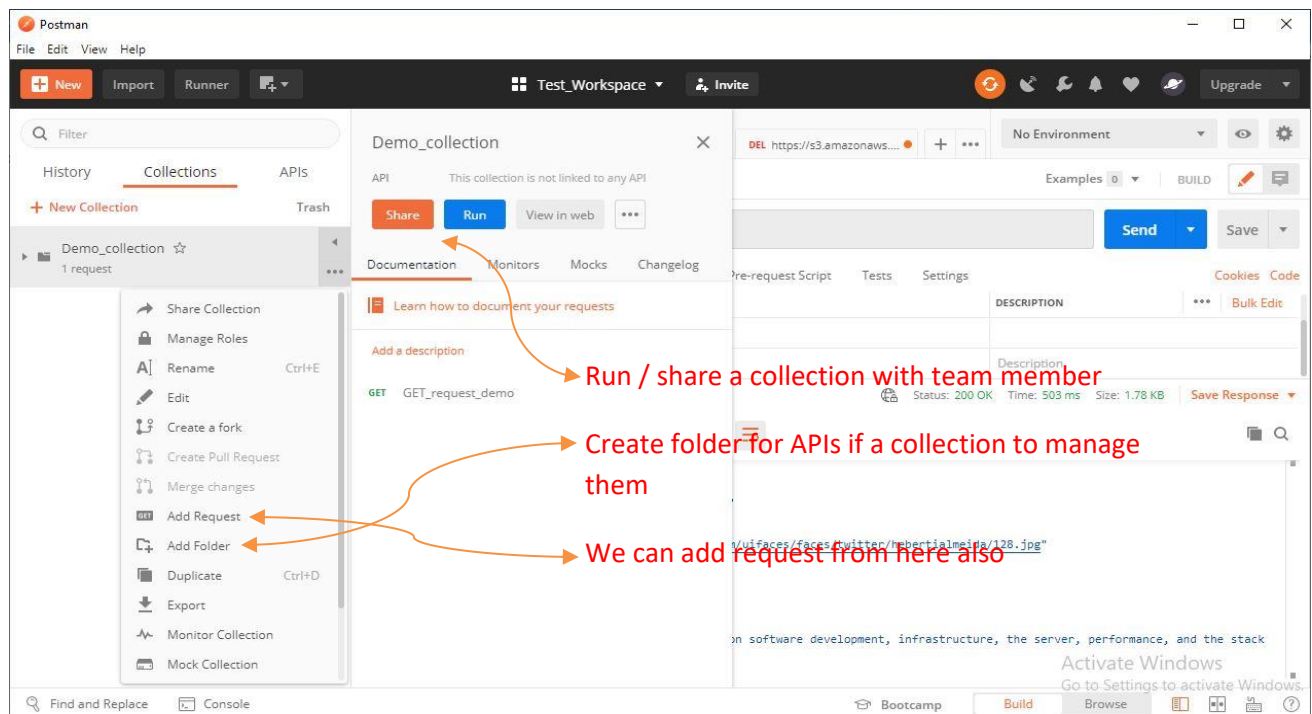 Postman
File Edit View Help
New Import Runner Test_Workspace Invite Upgrade
Filter
History Collections APIs
+ New Collection Trash
Demo_collection
1 request
Share Collection
Manage Roles
Rename Ctrl+E
Edit
Create a fork
Create Pull Request
Merge changes
GET Add Request
Add Folder
Duplicate Ctrl+D
Export
Monitor Collection
Mock Collection
Demo_collection
API This collection is not linked to any API
Share Run View in web
Documentation Monitors Mocks Changelog
Learn how to document your requests
Add a description
GET GET_request_demo
DEL https://s3.amazonaws.... + ••• No Environment
Examples 0 BUILD
Send Save
Pre-request Script Tests Settings Cookies Code
DESCRIPTION ••• Bulk Edit
Description
Run / share a collection with team member
Status: 200 OK Time: 503 ms Size: 1.78 KB Save Response
Create folder for APIs if a collection to manage
them
/uifaces/faces/twitter/hebertialmeida/128.jpg"
We can add request from here also
on software development, infrastructure, the server, performance, and the stack
Activate Windows
Go to Settings to activate Windows.
Find and Replace Console Bootcamp Build Browse